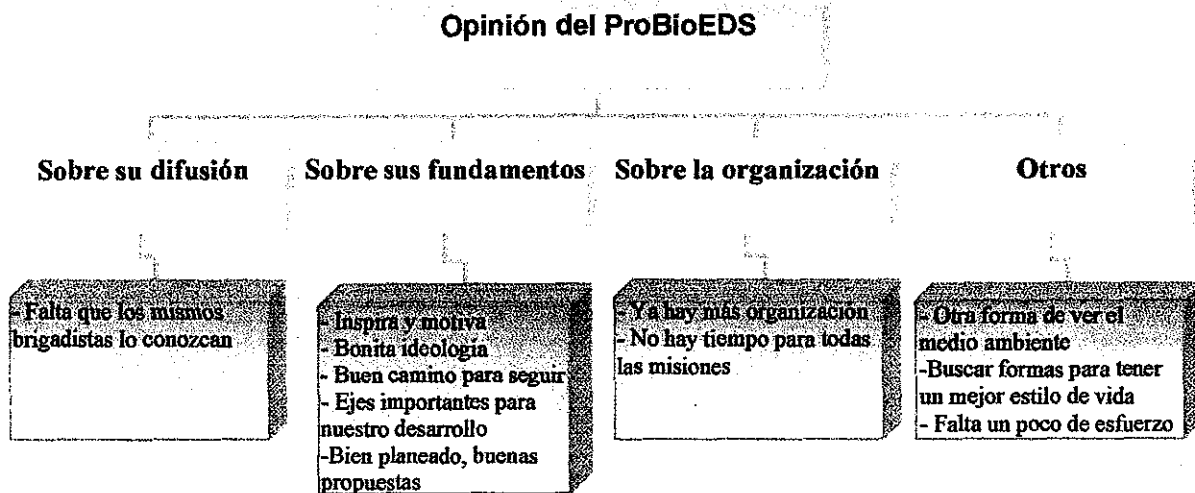 Opinión del ProBioEDS
Sobre su difusión
- Falta que los mismos
brigadistas lo conozcan
Sobre sus fundamentos
- Inspira y motiva
- Bonita ideología
- Buen camino para seguir
- Ejes importantes para
nuestro desarrollo
-Bien planeado, buenas
propuestas
Sobre la organización
- Ya hay más organización
- No hay tiempo para todas
las misiones
Otros
- Otra forma de ver el
medio ambiente
-Buscar formas para tener
un mejor estilo de vida
- Falta un poco de esfuerzo